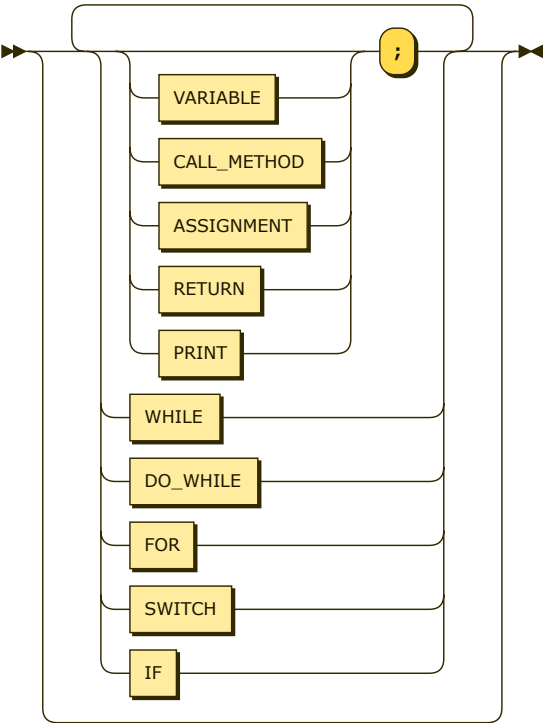 ;
VARIABLE
CALL_METHOD
ASSIGNMENT
RETURN
PRINT
WHILE
DO_WHILE
FOR
SWITCH
IF